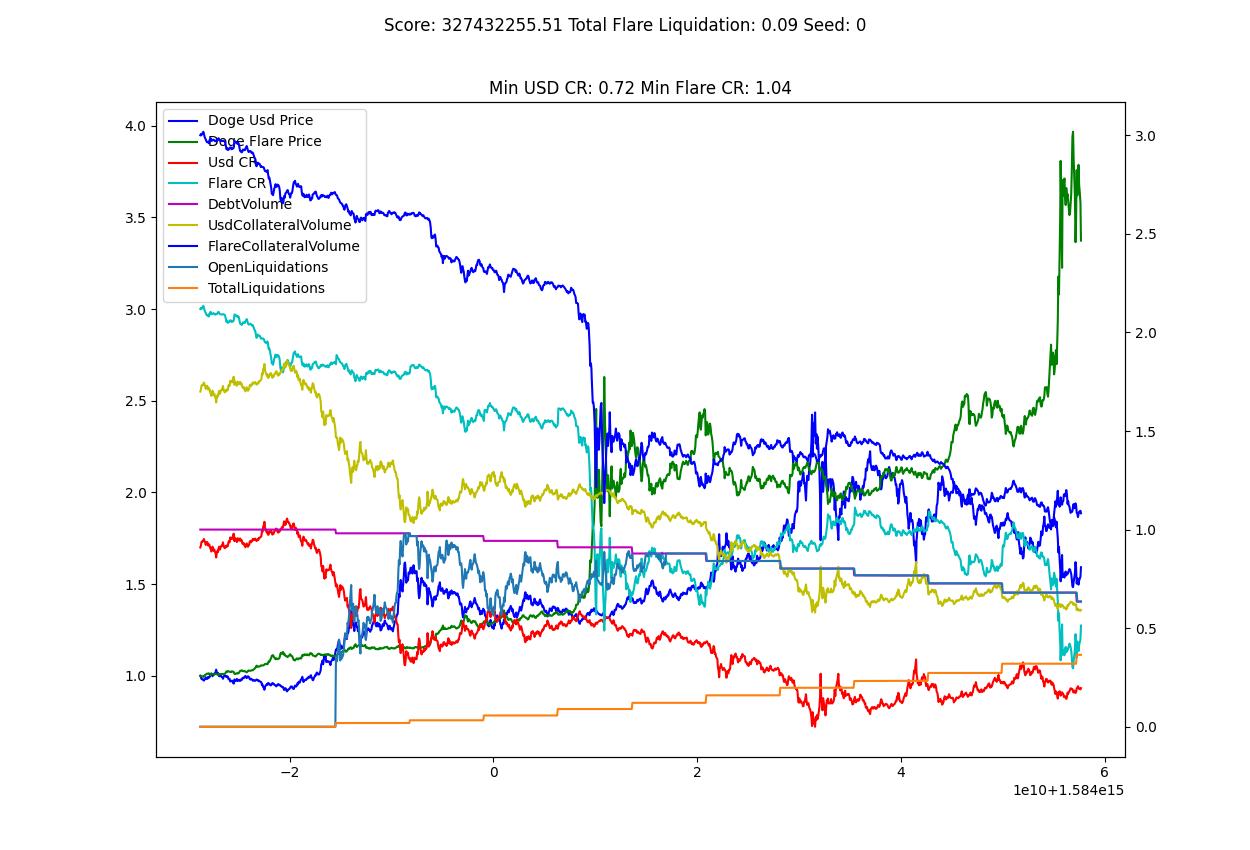 Score: 327432255.51 Total Flare Liquidation: 0.09 Seed: 0
Min USD CR: 0.72 Min Flare CR: 1.04
Doge Usd Price
Doge Flare Price
Usd CR
Flare CR
DebtVolume
UsdCollateralVolume
FlareCollateralVolume
OpenLiquidations
TotalLiquidations
4.0
3.5
3.0
2.5
2.0
1.5
1.0
3.0
2.5
2.0
1.5
1.0
0.5
0.0
−2 0 2 4 6
1e10+1.584e15